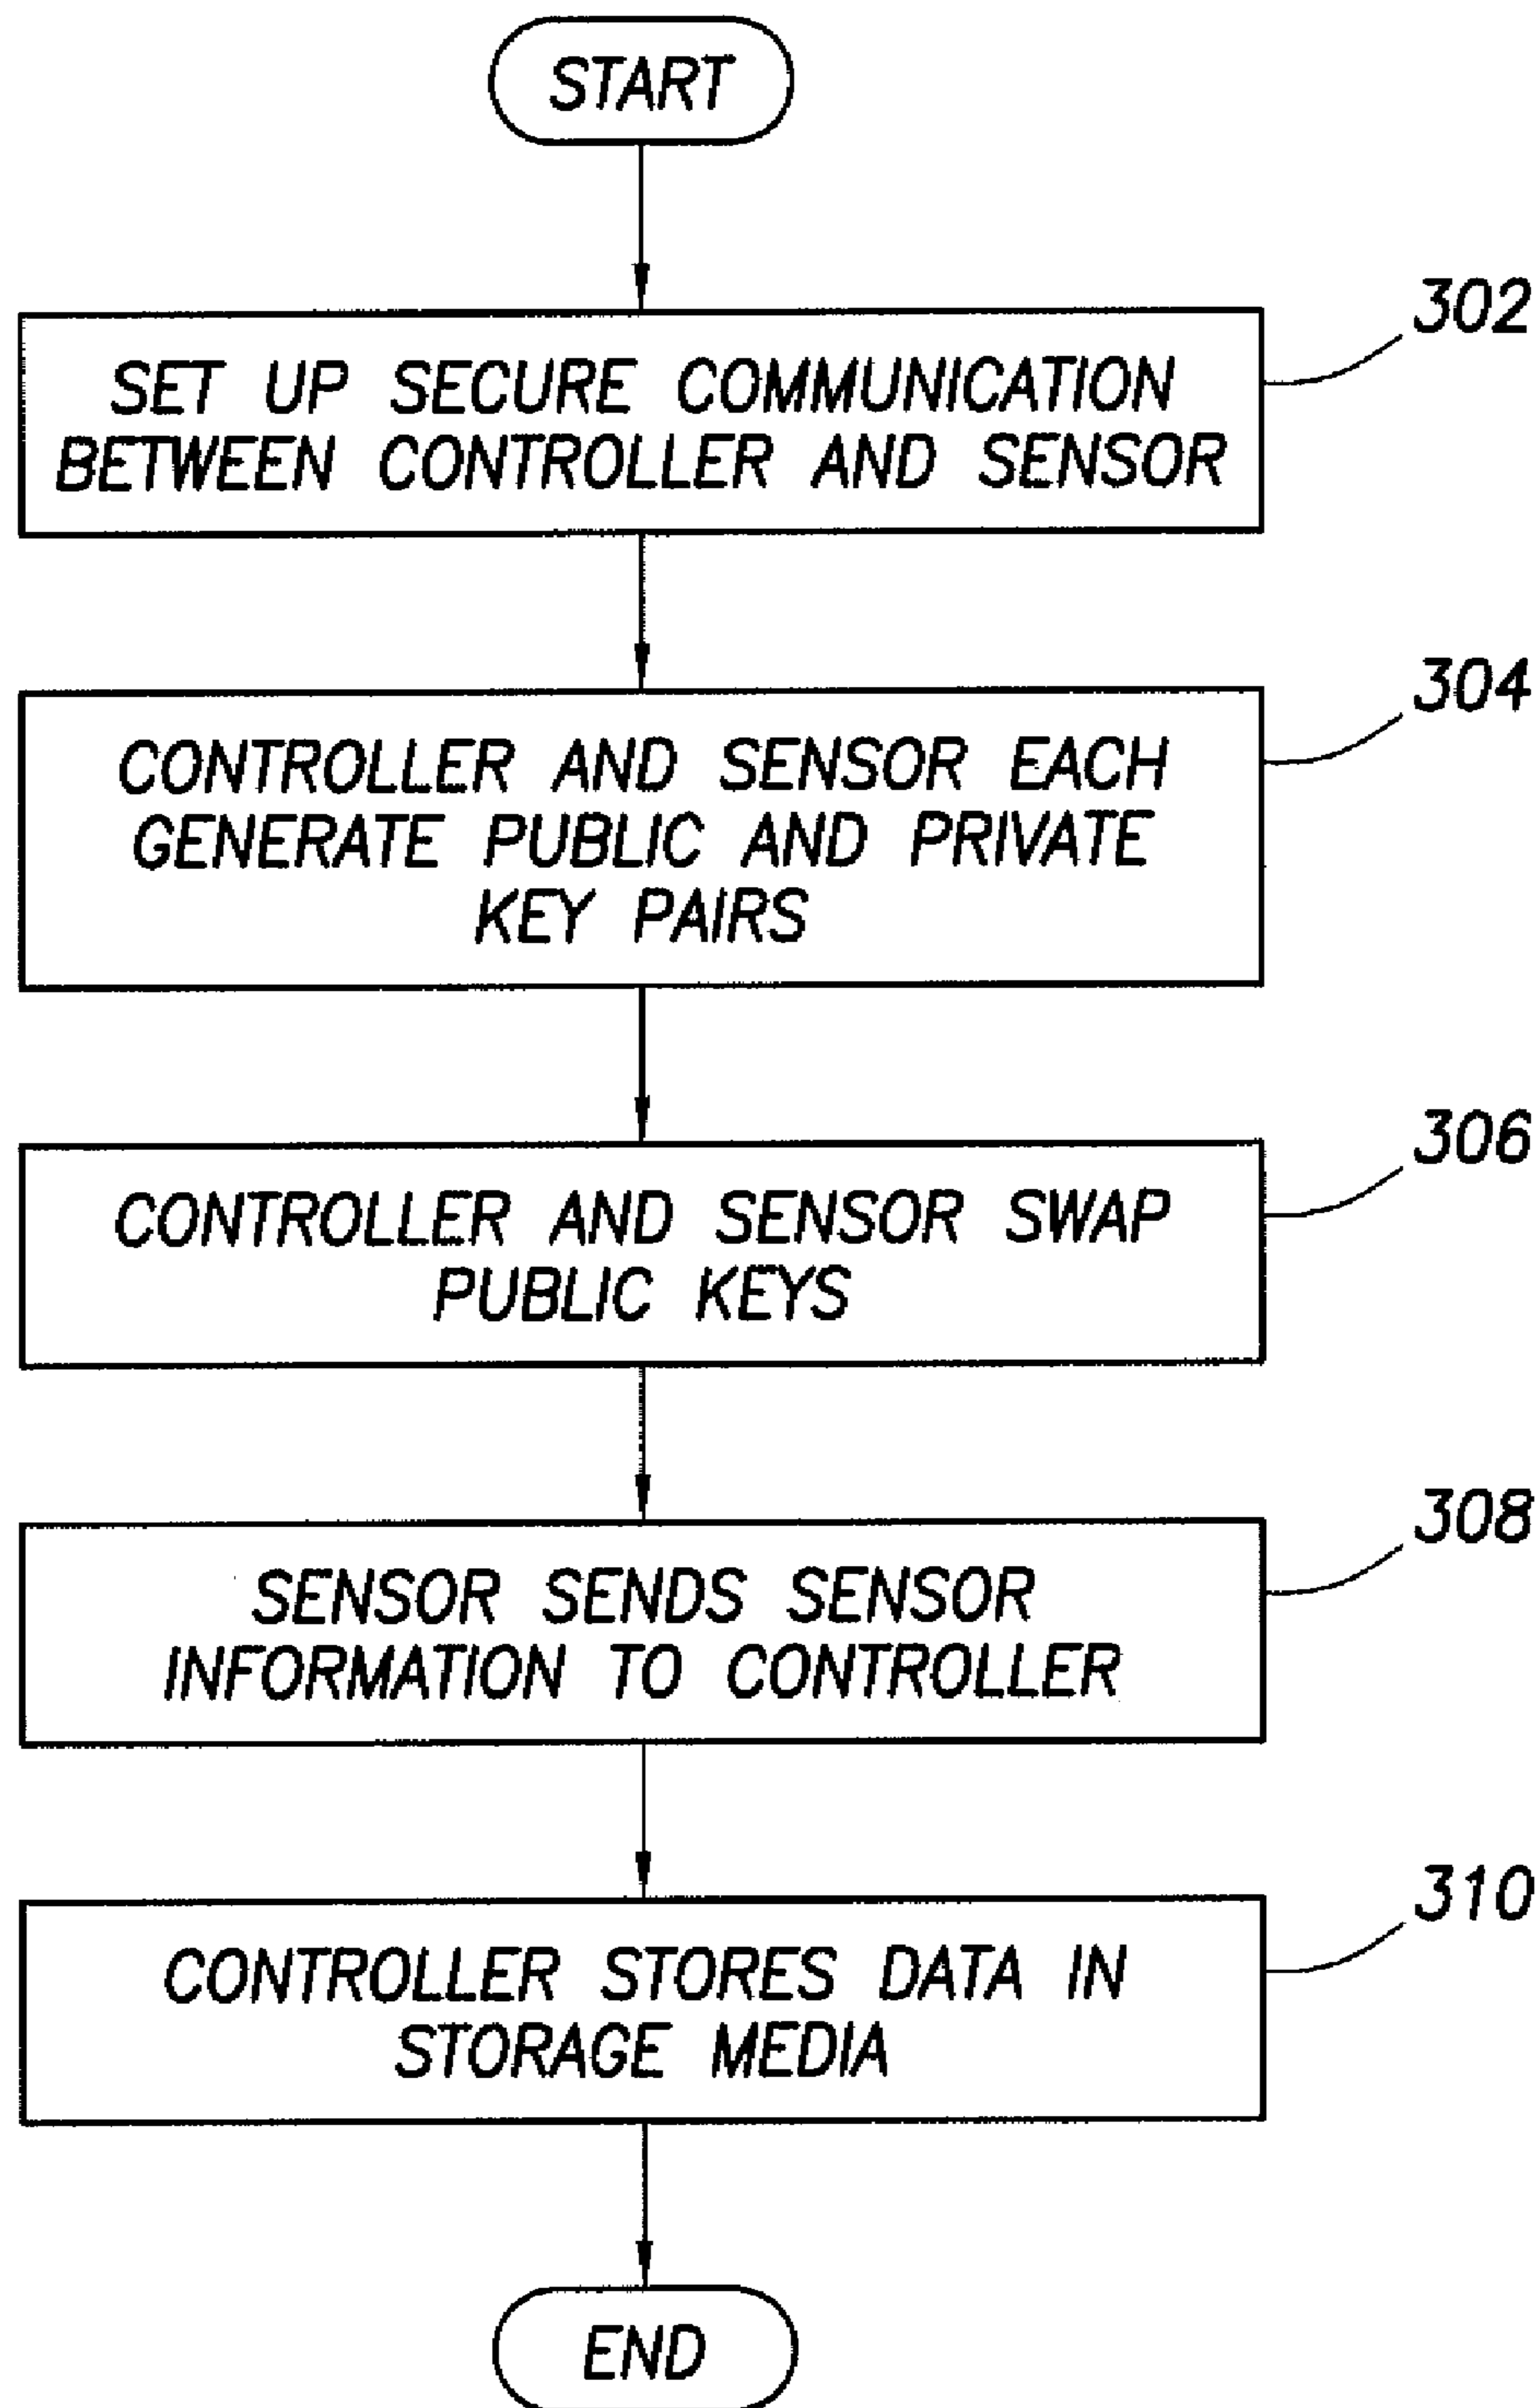 START
302
SET UP SECURE COMMUNICATION
BETWEEN CONTROLLER AND SENSOR
304
CONTROLLER AND SENSOR EACH
GENERATE PUBLIC AND PRIVATE
KEY PAIRS
306
CONTROLLER AND SENSOR SWAP
PUBLIC KEYS
308
SENSOR SENDS SENSOR
INFORMATION TO CONTROLLER
310
CONTROLLER STORES DATA IN
STORAGE MEDIA
END